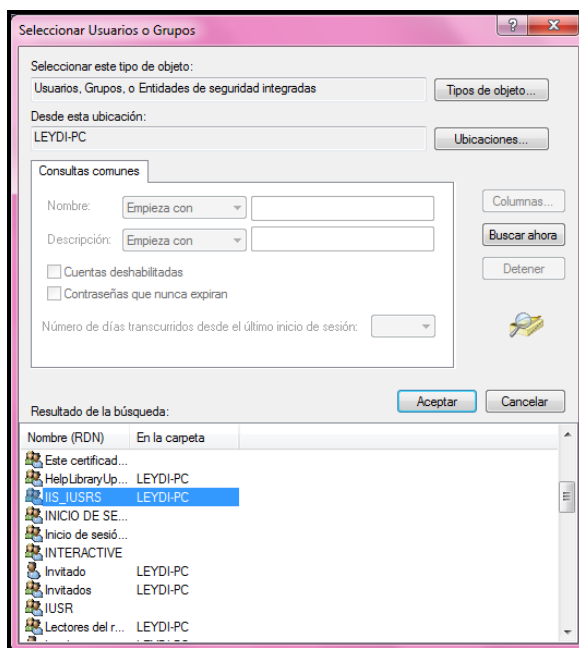 Seleccionar Usuarios o Grupos
Seleccionar este tipo de objeto:
Usuarios, Grupos, o Entidades de seguridad integradas
Tipos de objeto...
Desde esta ubicación:
LEYDI-PC
Ubicaciones...
Consultas comunes
Nombre: Empieza con
Columnas...
Descripción: Empieza con
Buscar ahora
Cuentas deshabilitadas
Detener
Contraseñas que nunca expiran
Número de días transcurridos desde el último inicio de sesión:
Aceptar Cancelar
Resultado de la búsqueda:
Nombre (RDN) En la carpeta
Este certificad...
HelpLibraryUp... LEYDI-PC
IIS_IUSRS LEYDI-PC
INICIO DE SE...
Inicio de sesió...
INTERACTIVE
Invitado LEYDI-PC
Invitados LEYDI-PC
IUSR
Lectores del r... LEYDI-PC